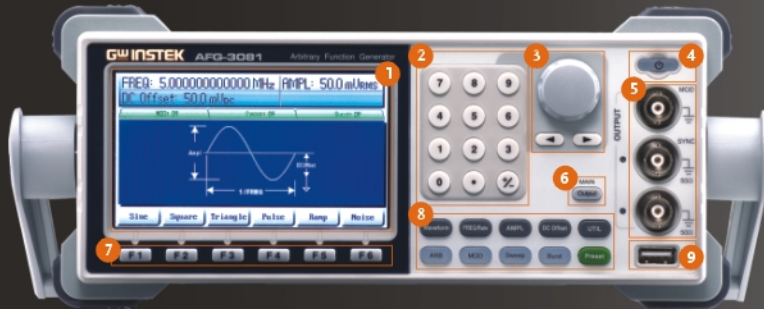 GW INSTEK AFG-3081 Arbitrary Function Generator
FREQ: 5.000000000000 MHz AMPL: 50.0 mVRMS
DC Offset: 50.0 mVDC
Ampl
1/FREQ
Sine Square Triangle Pulse Ramp Noise
F1 F2 F3 F4 F5 F6
1
2
7 8 9
4 5 6
1 2 3
0 • +/-
3
4
5
MOD
SYNC
50Ω
50Ω
OUTPUT
6
MAIN
Output
7
8
Waveform FREQ/Rate AMPL DC Offset UTIL
ARB MOD Sweep Burst Preset
9